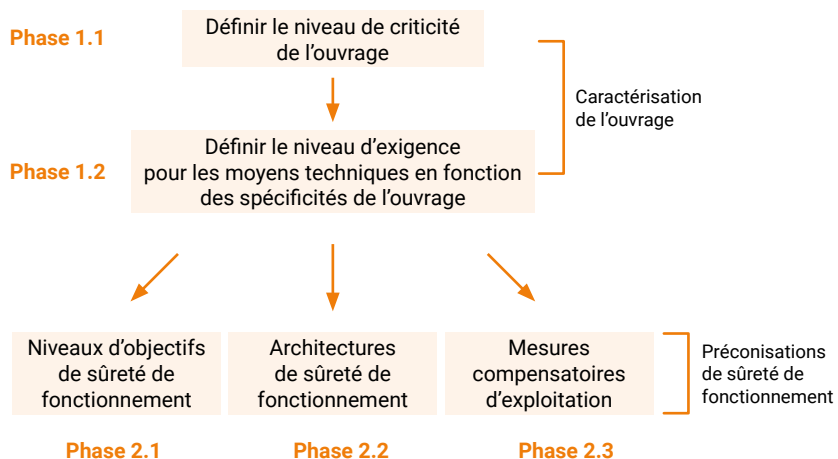 Phase 1.1
Définir le niveau de criticité
de l’ouvrage
Caractérisation
de l’ouvrage
Phase 1.2
Définir le niveau d’exigence
pour les moyens techniques en fonction
des spécificités de l’ouvrage
Niveaux d’objectifs
de sûreté de
fonctionnement
Architectures
de sûreté de
fonctionnement
Mesures
compensatoires
d’exploitation
Préconisations
de sûreté de
fonctionnement
Phase 2.1
Phase 2.2
Phase 2.3